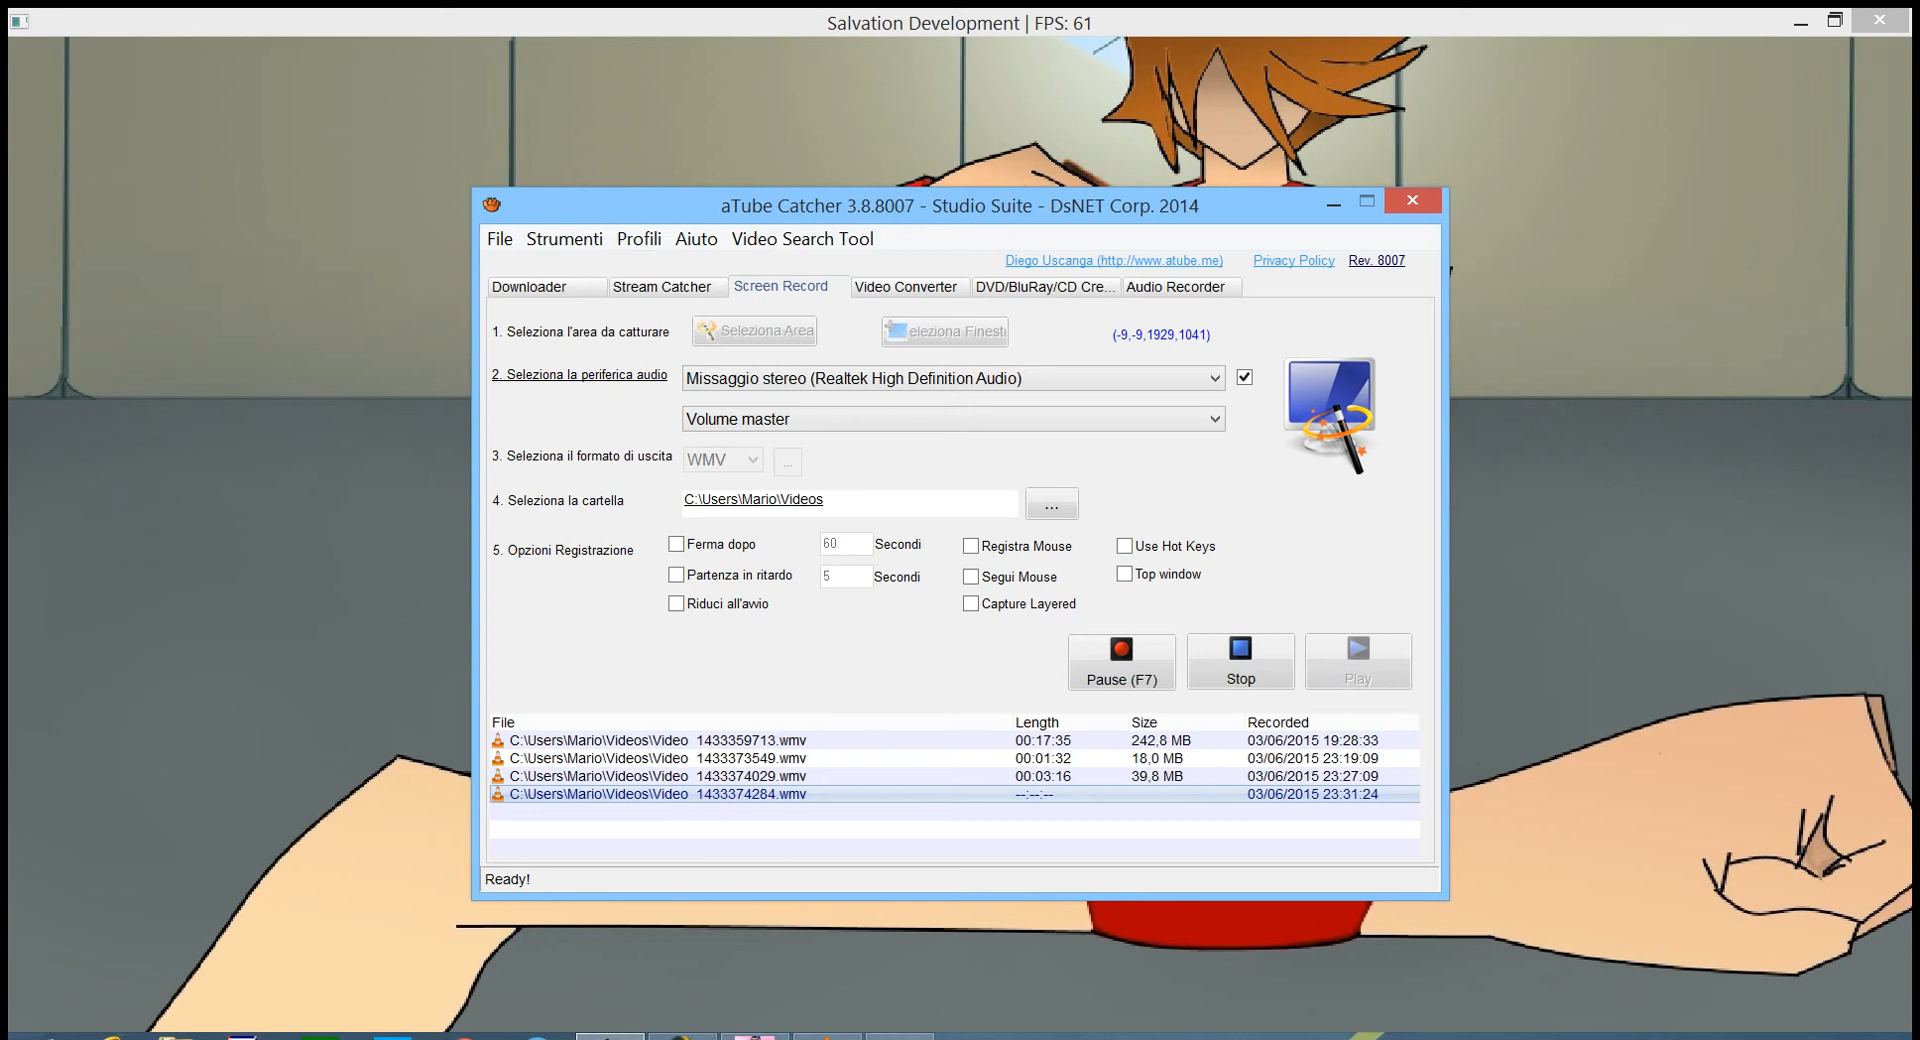 Salvation Development | FPS: 61
aTube Catcher 3.8.8007 - Studio Suite - DsNET Corp. 2014
File Strumenti Profili Aiuto Video Search Tool
Diego Uscanga (http://www.atube.me) Privacy Policy Rev. 8007
Downloader Stream Catcher Screen Record Video Converter DVD/BluRay/CD Cre... Audio Recorder
1. Seleziona l'area da catturare Seleziona Area eleziona Finest (-9,-9,1929,1041)
2. Seleziona la periferica audio Missaggio stereo (Realtek High Definition Audio)
Volume master
3. Seleziona il formato di uscita WMV ...
4. Seleziona la cartella C:\Users\Mario\Videos ...
5. Opzioni Registrazione Ferma dopo 60 Secondi Registra Mouse Use Hot Keys
Partenza in ritardo 5 Secondi Segui Mouse Top window
Riduci all'avvio Capture Layered
Pause (F7) Stop Play
File Length Size Recorded
C:\Users\Mario\Videos\Video 1433359713.wmv 00:17:35 242,8 MB 03/06/2015 19:28:33
C:\Users\Mario\Videos\Video 1433373549.wmv 00:01:32 18,0 MB 03/06/2015 23:19:09
C:\Users\Mario\Videos\Video 1433374029.wmv 00:03:16 39,8 MB 03/06/2015 23:27:09
C:\Users\Mario\Videos\Video 1433374284.wmv --:--:-- 03/06/2015 23:31:24
Ready!